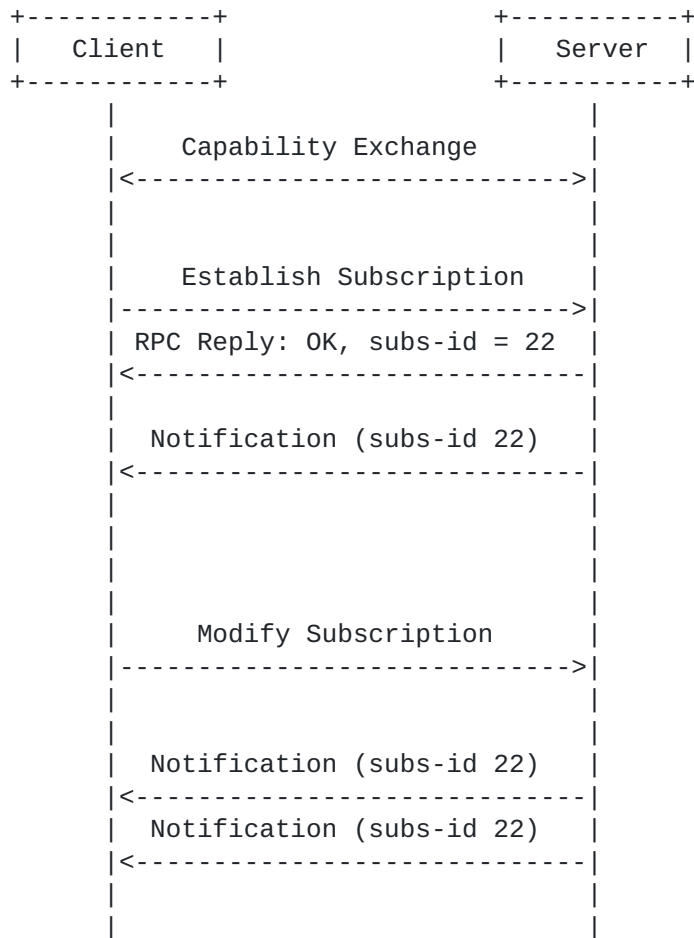 Client Server
Capability Exchange
Establish Subscription
RPC Reply: OK, subs-id = 22
Notification (subs-id 22)
Modify Subscription
Notification (subs-id 22)
Notification (subs-id 22)